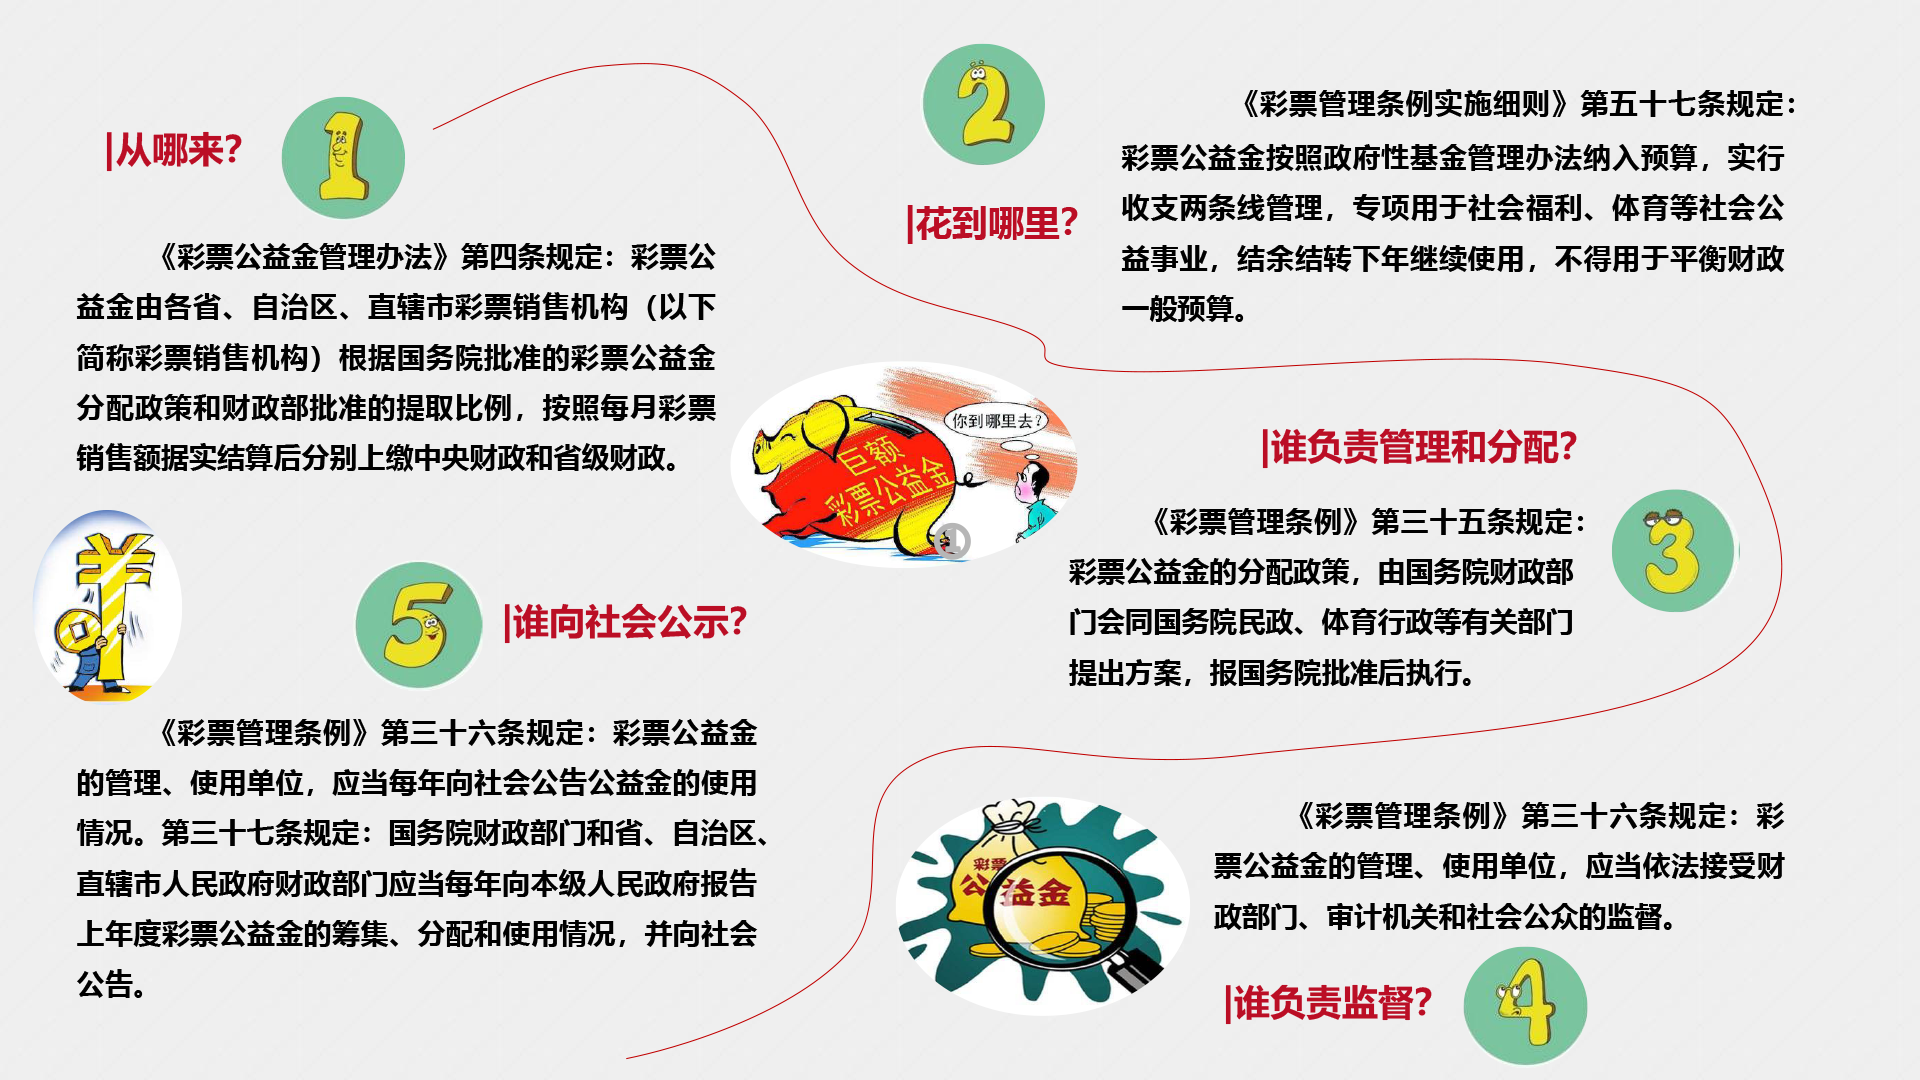 |从哪来?
1
《彩票公益金管理办法》第四条规定：彩票公
益金由各省、自治区、直辖市彩票销售机构（以下
简称彩票销售机构）根据国务院批准的彩票公益金
分配政策和财政部批准的提取比例，按照每月彩票
销售额据实结算后分别上缴中央财政和省级财政。
2
|花到哪里?
《彩票管理条例实施细则》第五十七条规定：
彩票公益金按照政府性基金管理办法纳入预算，实行
收支两条线管理，专项用于社会福利、体育等社会公
益事业，结余结转下年继续使用，不得用于平衡财政
一般预算。
你到哪里去?
巨额
彩票公益金
|谁负责管理和分配?
3
《彩票管理条例》第三十五条规定：
彩票公益金的分配政策，由国务院财政部
门会同国务院民政、体育行政等有关部门
提出方案，报国务院批准后执行。
《彩票管理条例》第三十六条规定：彩
票公益金的管理、使用单位，应当依法接受财
政部门、审计机关和社会公众的监督。
|谁负责监督?
4
彩票
公益金
5
|谁向社会公示?
《彩票管理条例》第三十六条规定：彩票公益金
的管理、使用单位，应当每年向社会公告公益金的使用
情况。第三十七条规定：国务院财政部门和省、自治区、
直辖市人民政府财政部门应当每年向本级人民政府报告
上年度彩票公益金的筹集、分配和使用情况，并向社会
公告。